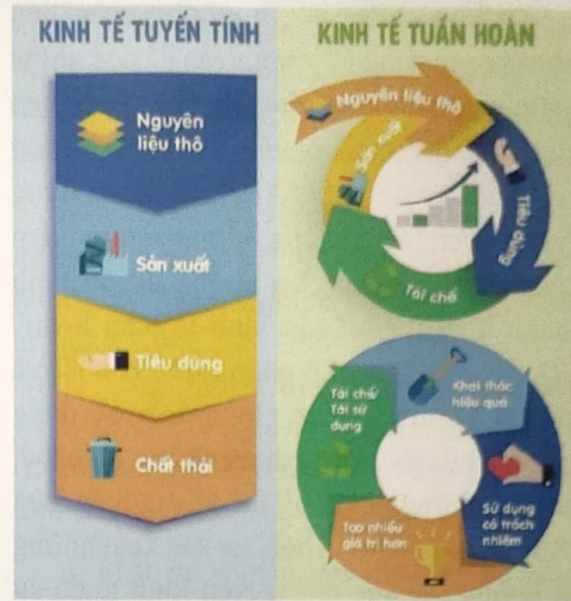 KINH TẾ TUYẾN TÍNH
Nguyên
liệu thô
Sản xuất
Tiêu dùng
Chất thải
KINH TẾ TUẦN HOÀN
Nguyên liệu thô
Sản xuất
Tiêu dùng
Tái chế
Khai thác
hiệu quả
Sử dụng
có trách
nhiệm
Tạo nhiều
giá trị hơn
Tái chế/
Tái sử
dụng